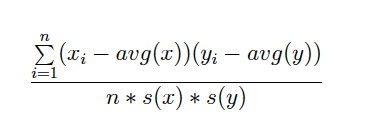 n
∑(xᵢ − avg(x))(yᵢ − avg(y))
i=1
n * s(x) * s(y)